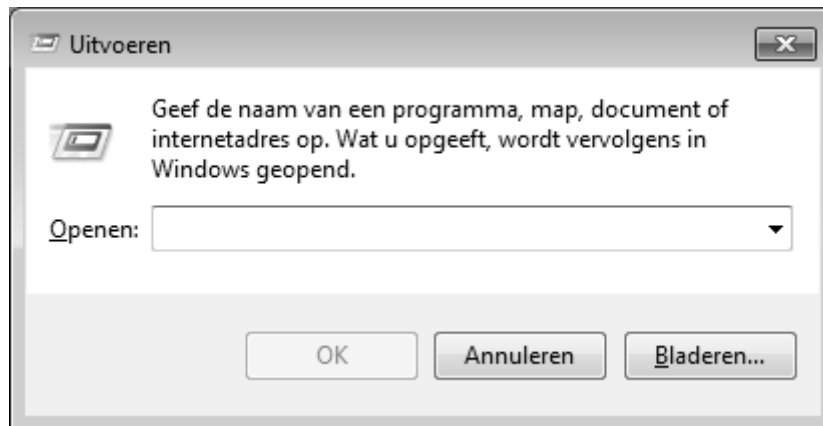 Uitvoeren
Geef de naam van een programma, map, document of
internetadres op. Wat u opgeeft, wordt vervolgens in
Windows geopend.
Openen:
OK Annuleren Bladeren...